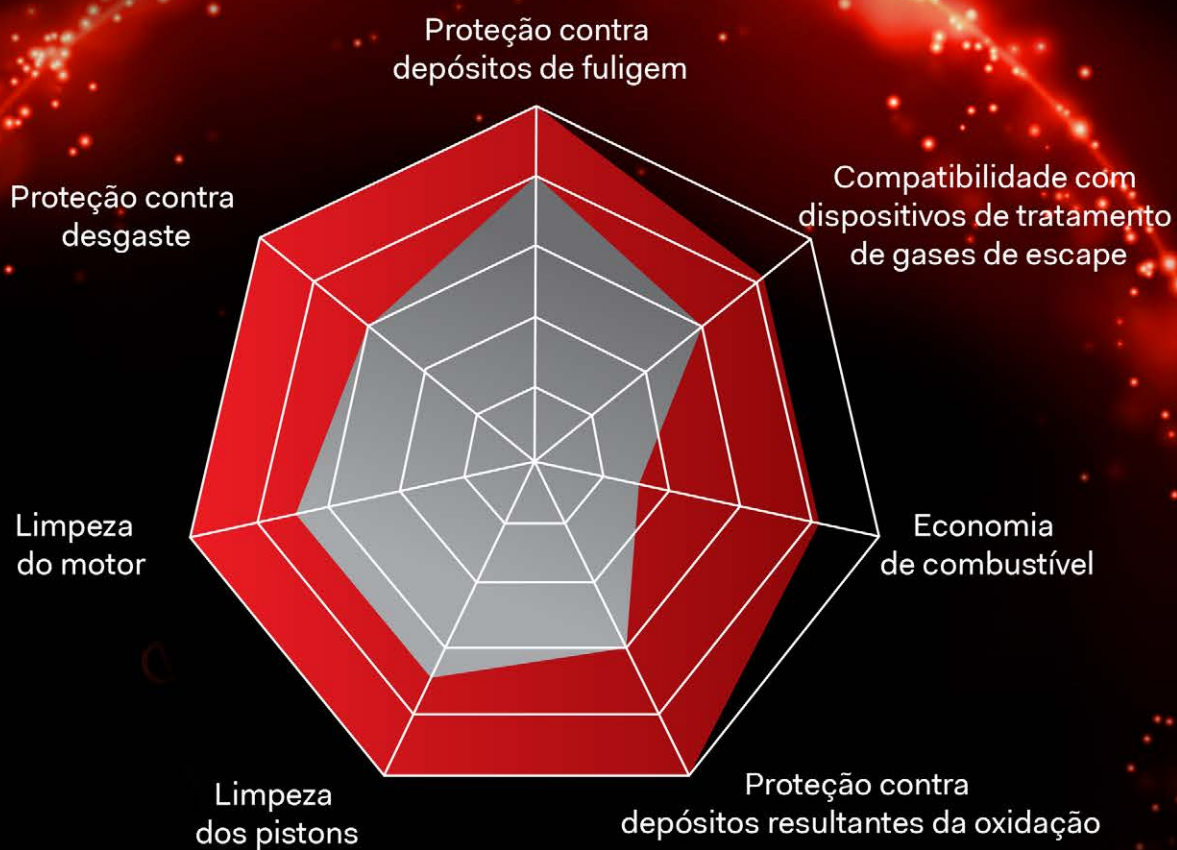 Proteção contra
depósitos de fuligem
Compatibilidade com
dispositivos de tratamento
de gases de escape
Economia
de combustível
Proteção contra
depósitos resultantes da oxidação
Limpeza
dos pistons
Limpeza
do motor
Proteção contra
desgaste